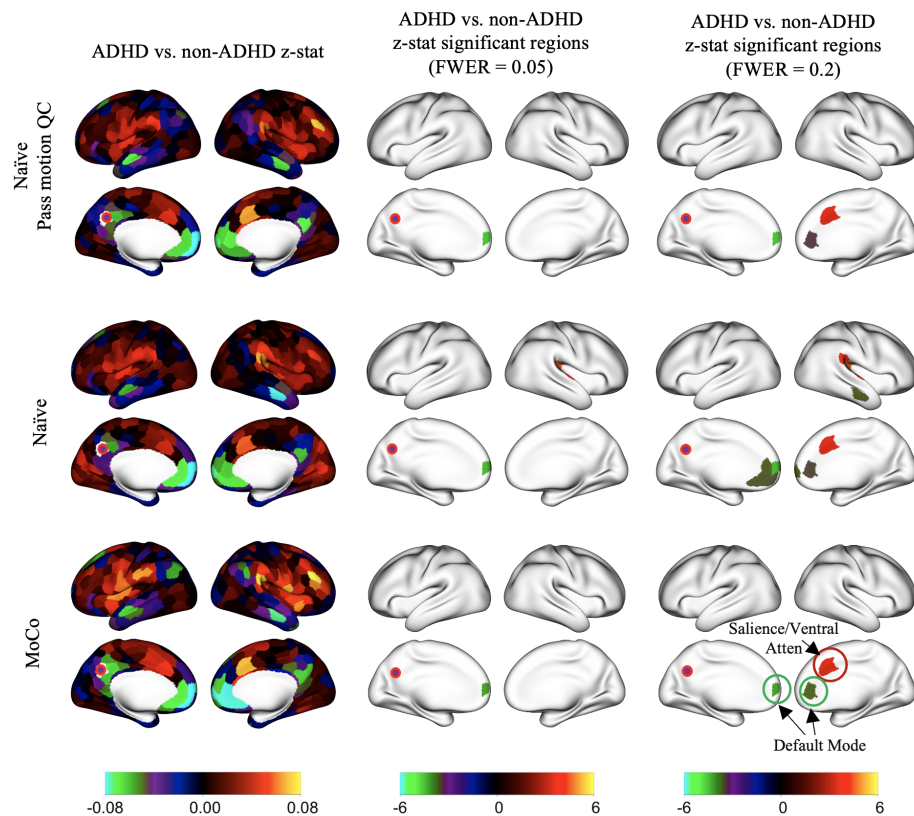 ADHD vs. non-ADHD z-stat
ADHD vs. non-ADHD
z-stat significant regions
(FWER = 0.05)
ADHD vs. non-ADHD
z-stat significant regions
(FWER = 0.2)
Naïve
Pass motion QC
Naïve
MoCo
Salience/Ventral
Atten
Default Mode
-0.08 0.00 0.08
-6 0 6
-6 0 6